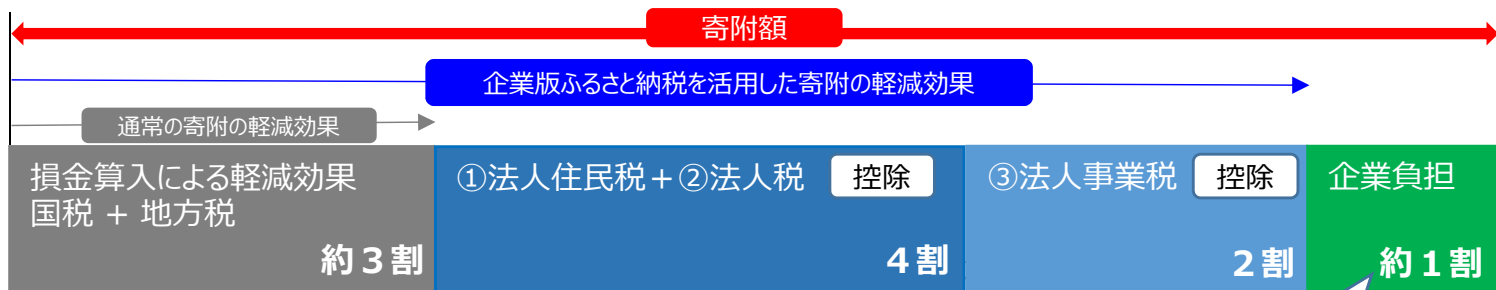 寄附額
企業版ふるさと納税を活用した寄附の軽減効果
通常の寄附の軽減効果
損金算入による軽減効果
国税 + 地方税
約3割
①法人住民税+②法人税 控除
4割
③法人事業税 控除
2割
企業負担
約1割